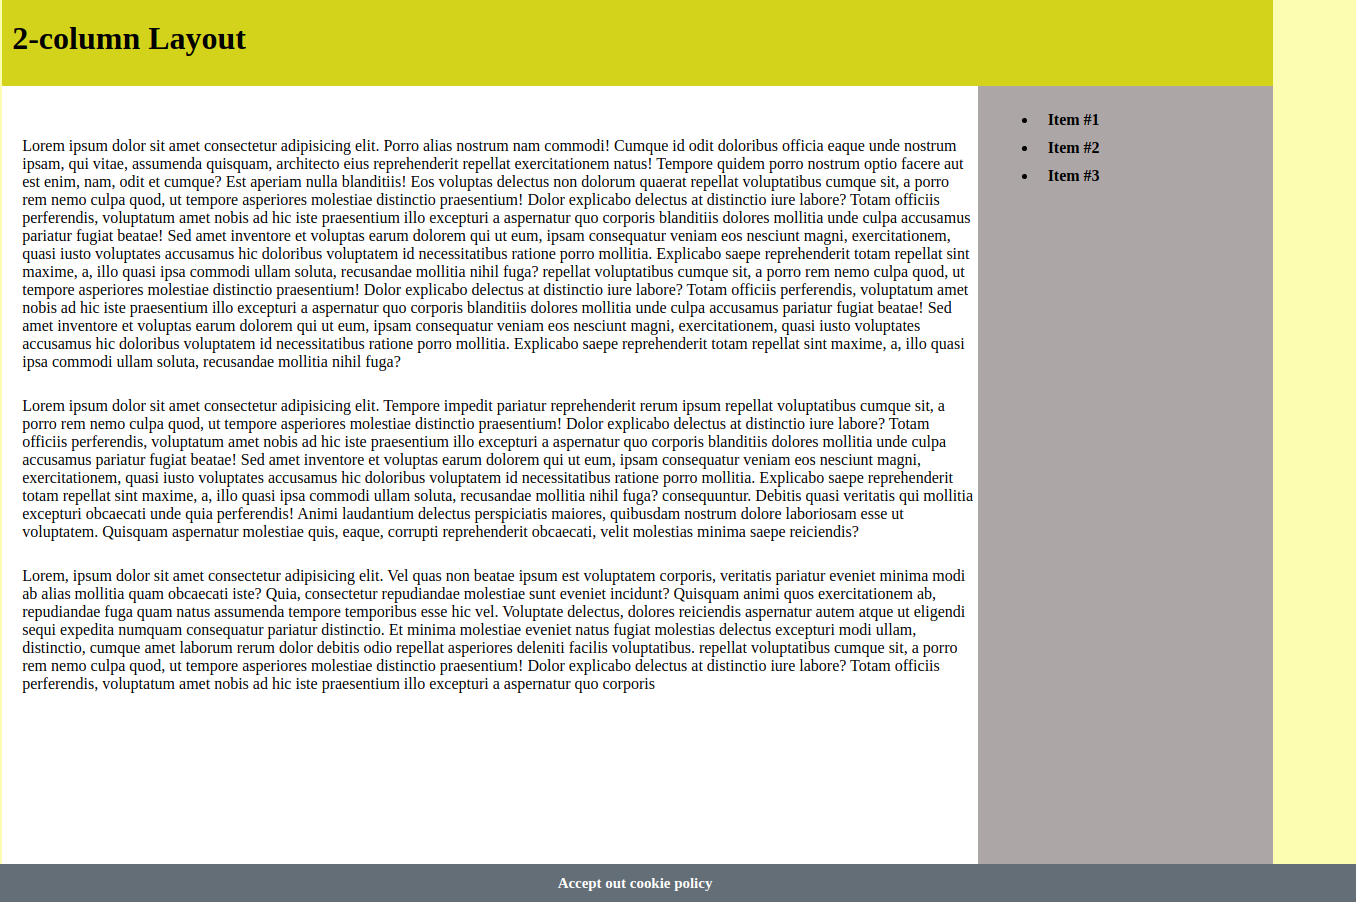 2-column Layout
Lorem ipsum dolor sit amet consectetur adipisicing elit. Porro alias nostrum nam commodi! Cumque id odit doloribus officia eaque unde nostrum
ipsam, qui vitae, assumenda quisquam, architecto eius reprehenderit repellat exercitationem natus! Tempore quidem porro nostrum optio facere aut
est enim, nam, odit et cumque? Est aperiam nulla blanditiis! Eos voluptas delectus non dolorum quaerat repellat voluptatibus cumque sit, a porro
rem nemo culpa quod, ut tempore asperiores molestiae distinctio praesentium! Dolor explicabo delectus at distinctio iure labore? Totam officiis
perferendis, voluptatum amet nobis ad hic iste praesentium illo excepturi a aspernatur quo corporis blanditiis dolores mollitia unde culpa accusamus
pariatur fugiat beatae! Sed amet inventore et voluptas earum dolorem qui ut eum, ipsam consequatur veniam eos nesciunt magni, exercitationem,
quasi iusto voluptates accusamus hic doloribus voluptatem id necessitatibus ratione porro mollitia. Explicabo saepe reprehenderit totam repellat sint
maxime, a, illo quasi ipsa commodi ullam soluta, recusandae mollitia nihil fuga? repellat voluptatibus cumque sit, a porro rem nemo culpa quod, ut
tempore asperiores molestiae distinctio praesentium! Dolor explicabo delectus at distinctio iure labore? Totam officiis perferendis, voluptatum amet
nobis ad hic iste praesentium illo excepturi a aspernatur quo corporis blanditiis dolores mollitia unde culpa accusamus pariatur fugiat beatae! Sed
amet inventore et voluptas earum dolorem qui ut eum, ipsam consequatur veniam eos nesciunt magni, exercitationem, quasi iusto voluptates
accusamus hic doloribus voluptatem id necessitatibus ratione porro mollitia. Explicabo saepe reprehenderit totam repellat sint maxime, a, illo quasi
ipsa commodi ullam soluta, recusandae mollitia nihil fuga?
Lorem ipsum dolor sit amet consectetur adipisicing elit. Tempore impedit pariatur reprehenderit rerum ipsum repellat voluptatibus cumque sit, a
porro rem nemo culpa quod, ut tempore asperiores molestiae distinctio praesentium! Dolor explicabo delectus at distinctio iure labore? Totam
officiis perferendis, voluptatum amet nobis ad hic iste praesentium illo excepturi a aspernatur quo corporis blanditiis dolores mollitia unde culpa
accusamus pariatur fugiat beatae! Sed amet inventore et voluptas earum dolorem qui ut eum, ipsam consequatur veniam eos nesciunt magni,
exercitationem, quasi iusto voluptates accusamus hic doloribus voluptatem id necessitatibus ratione porro mollitia. Explicabo saepe reprehenderit
totam repellat sint maxime, a, illo quasi ipsa commodi ullam soluta, recusandae mollitia nihil fuga? consequuntur. Debitis quasi veritatis qui mollitia
excepturi obcaecati unde quia perferendis! Animi laudantium delectus perspiciatis maiores, quibusdam nostrum dolore laboriosam esse ut
voluptatem. Quisquam aspernatur molestiae quis, eaque, corrupti reprehenderit obcaecati, velit molestias minima saepe reiciendis?
Lorem, ipsum dolor sit amet consectetur adipisicing elit. Vel quas non beatae ipsum est voluptatem corporis, veritatis pariatur eveniet minima modi
ab alias mollitia quam obcaecati iste? Quia, consectetur repudiandae molestiae sunt eveniet incidunt? Quisquam animi quos exercitationem ab,
repudiandae fuga quam natus assumenda tempore temporibus esse hic vel. Voluptate delectus, dolores reiciendis aspernatur autem atque ut eligendi
sequi expedita numquam consequatur pariatur distinctio. Et minima molestiae eveniet natus fugiat molestias delectus excepturi modi ullam,
distinctio, cumque amet laborum rerum dolor debitis odio repellat asperiores deleniti facilis voluptatibus. repellat voluptatibus cumque sit, a porro
rem nemo culpa quod, ut tempore asperiores molestiae distinctio praesentium! Dolor explicabo delectus at distinctio iure labore? Totam officiis
perferendis, voluptatum amet nobis ad hic iste praesentium illo excepturi a aspernatur quo corporis
• Item #1
• Item #2
• Item #3
Accept out cookie policy